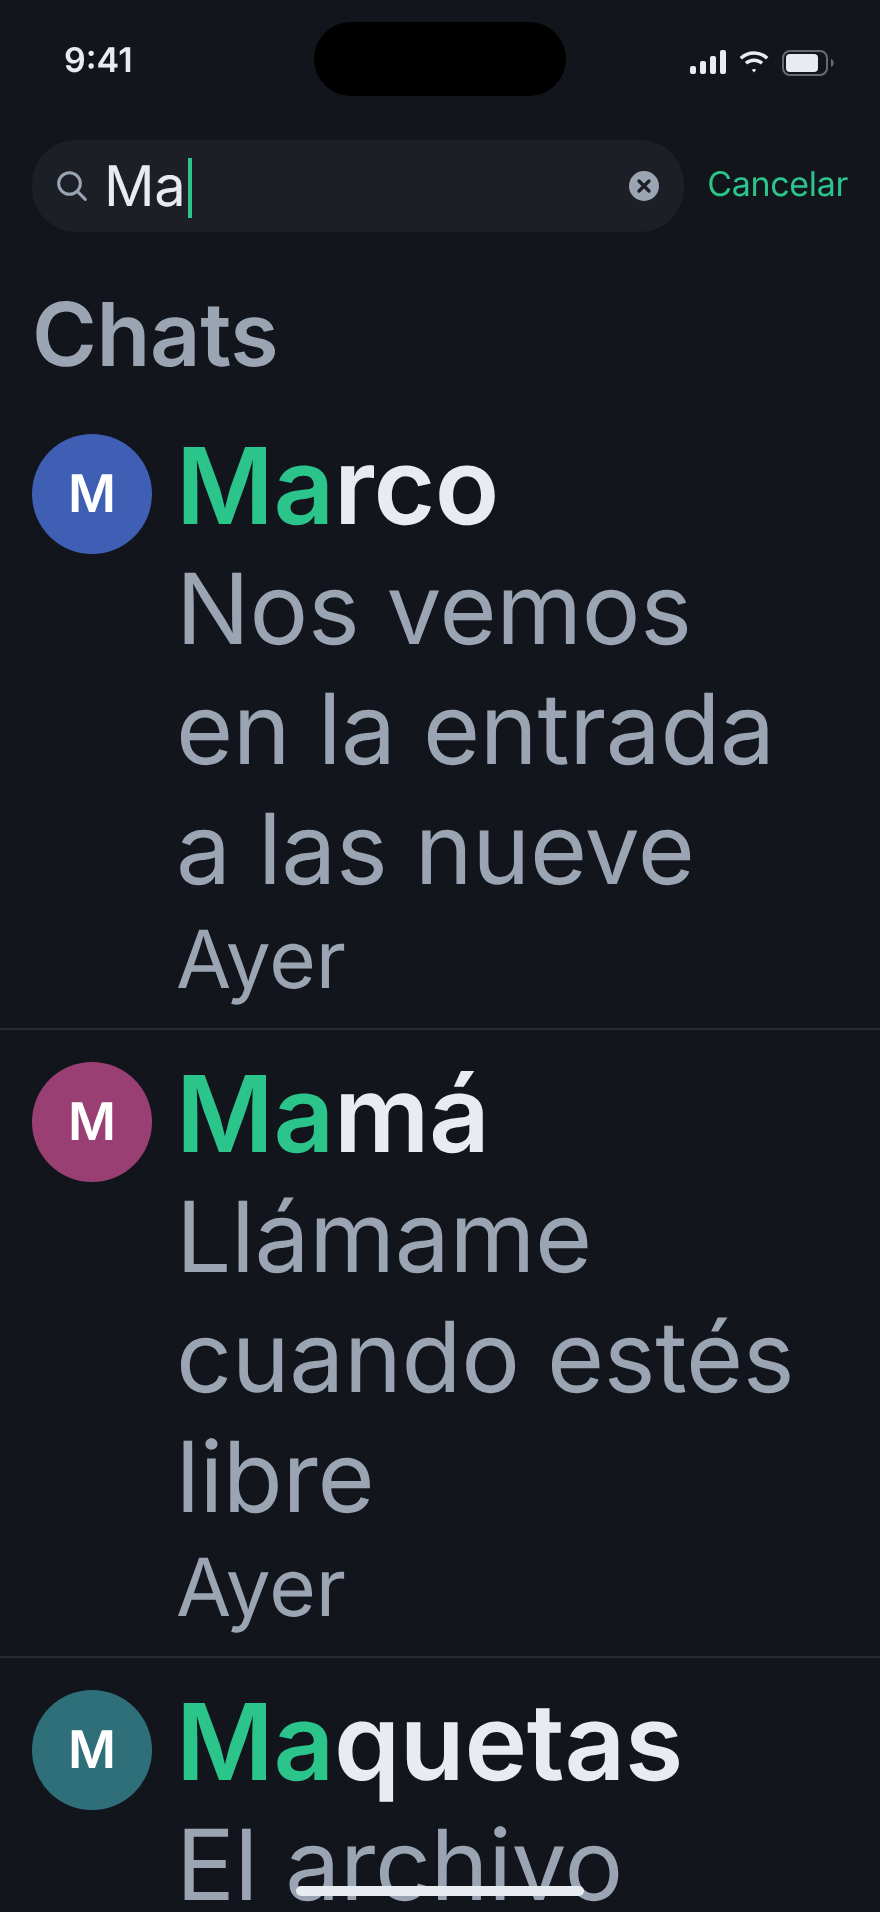 9:41
Ma
Cancelar
Chats
M
Marco
Nos vemos
en la entrada
a las nueve
Ayer
M
Mamá
Llámame
cuando estés
libre
Ayer
M
Maquetas
El archivo